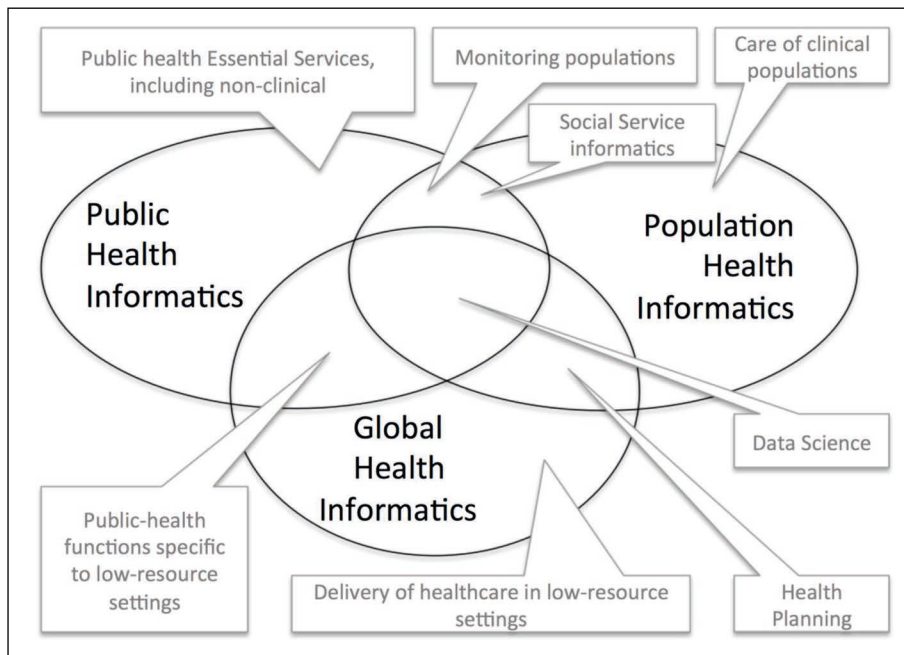 Public health Essential Services,
including non-clinical
Monitoring populations
Care of clinical
populations
Social Service
informatics
Public
Health
Informatics
Population
Health
Informatics
Global
Health
Informatics
Data Science
Public-health
functions specific
to low-resource
settings
Delivery of healthcare in low-resource
settings
Health
Planning